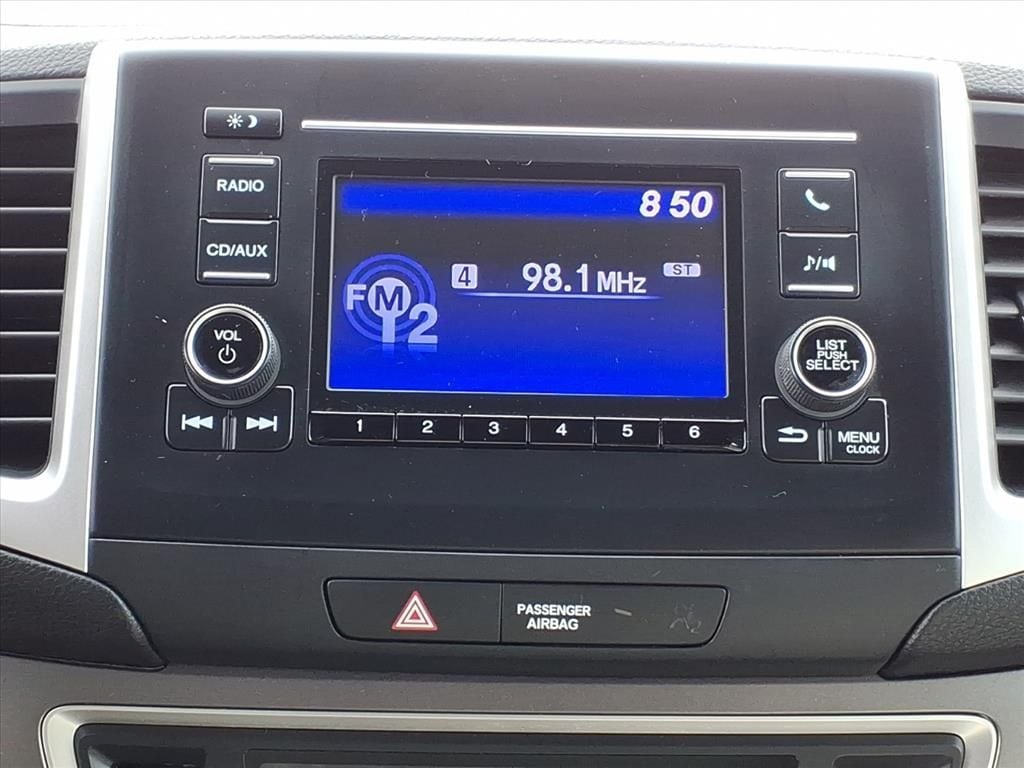 RADIO
CD/AUX
VOL
8 50
4 98.1 MHz ST
FM 2
LIST
PUSH
SELECT
1 2 3 4 5 6
MENU
CLOCK
PASSENGER
AIRBAG